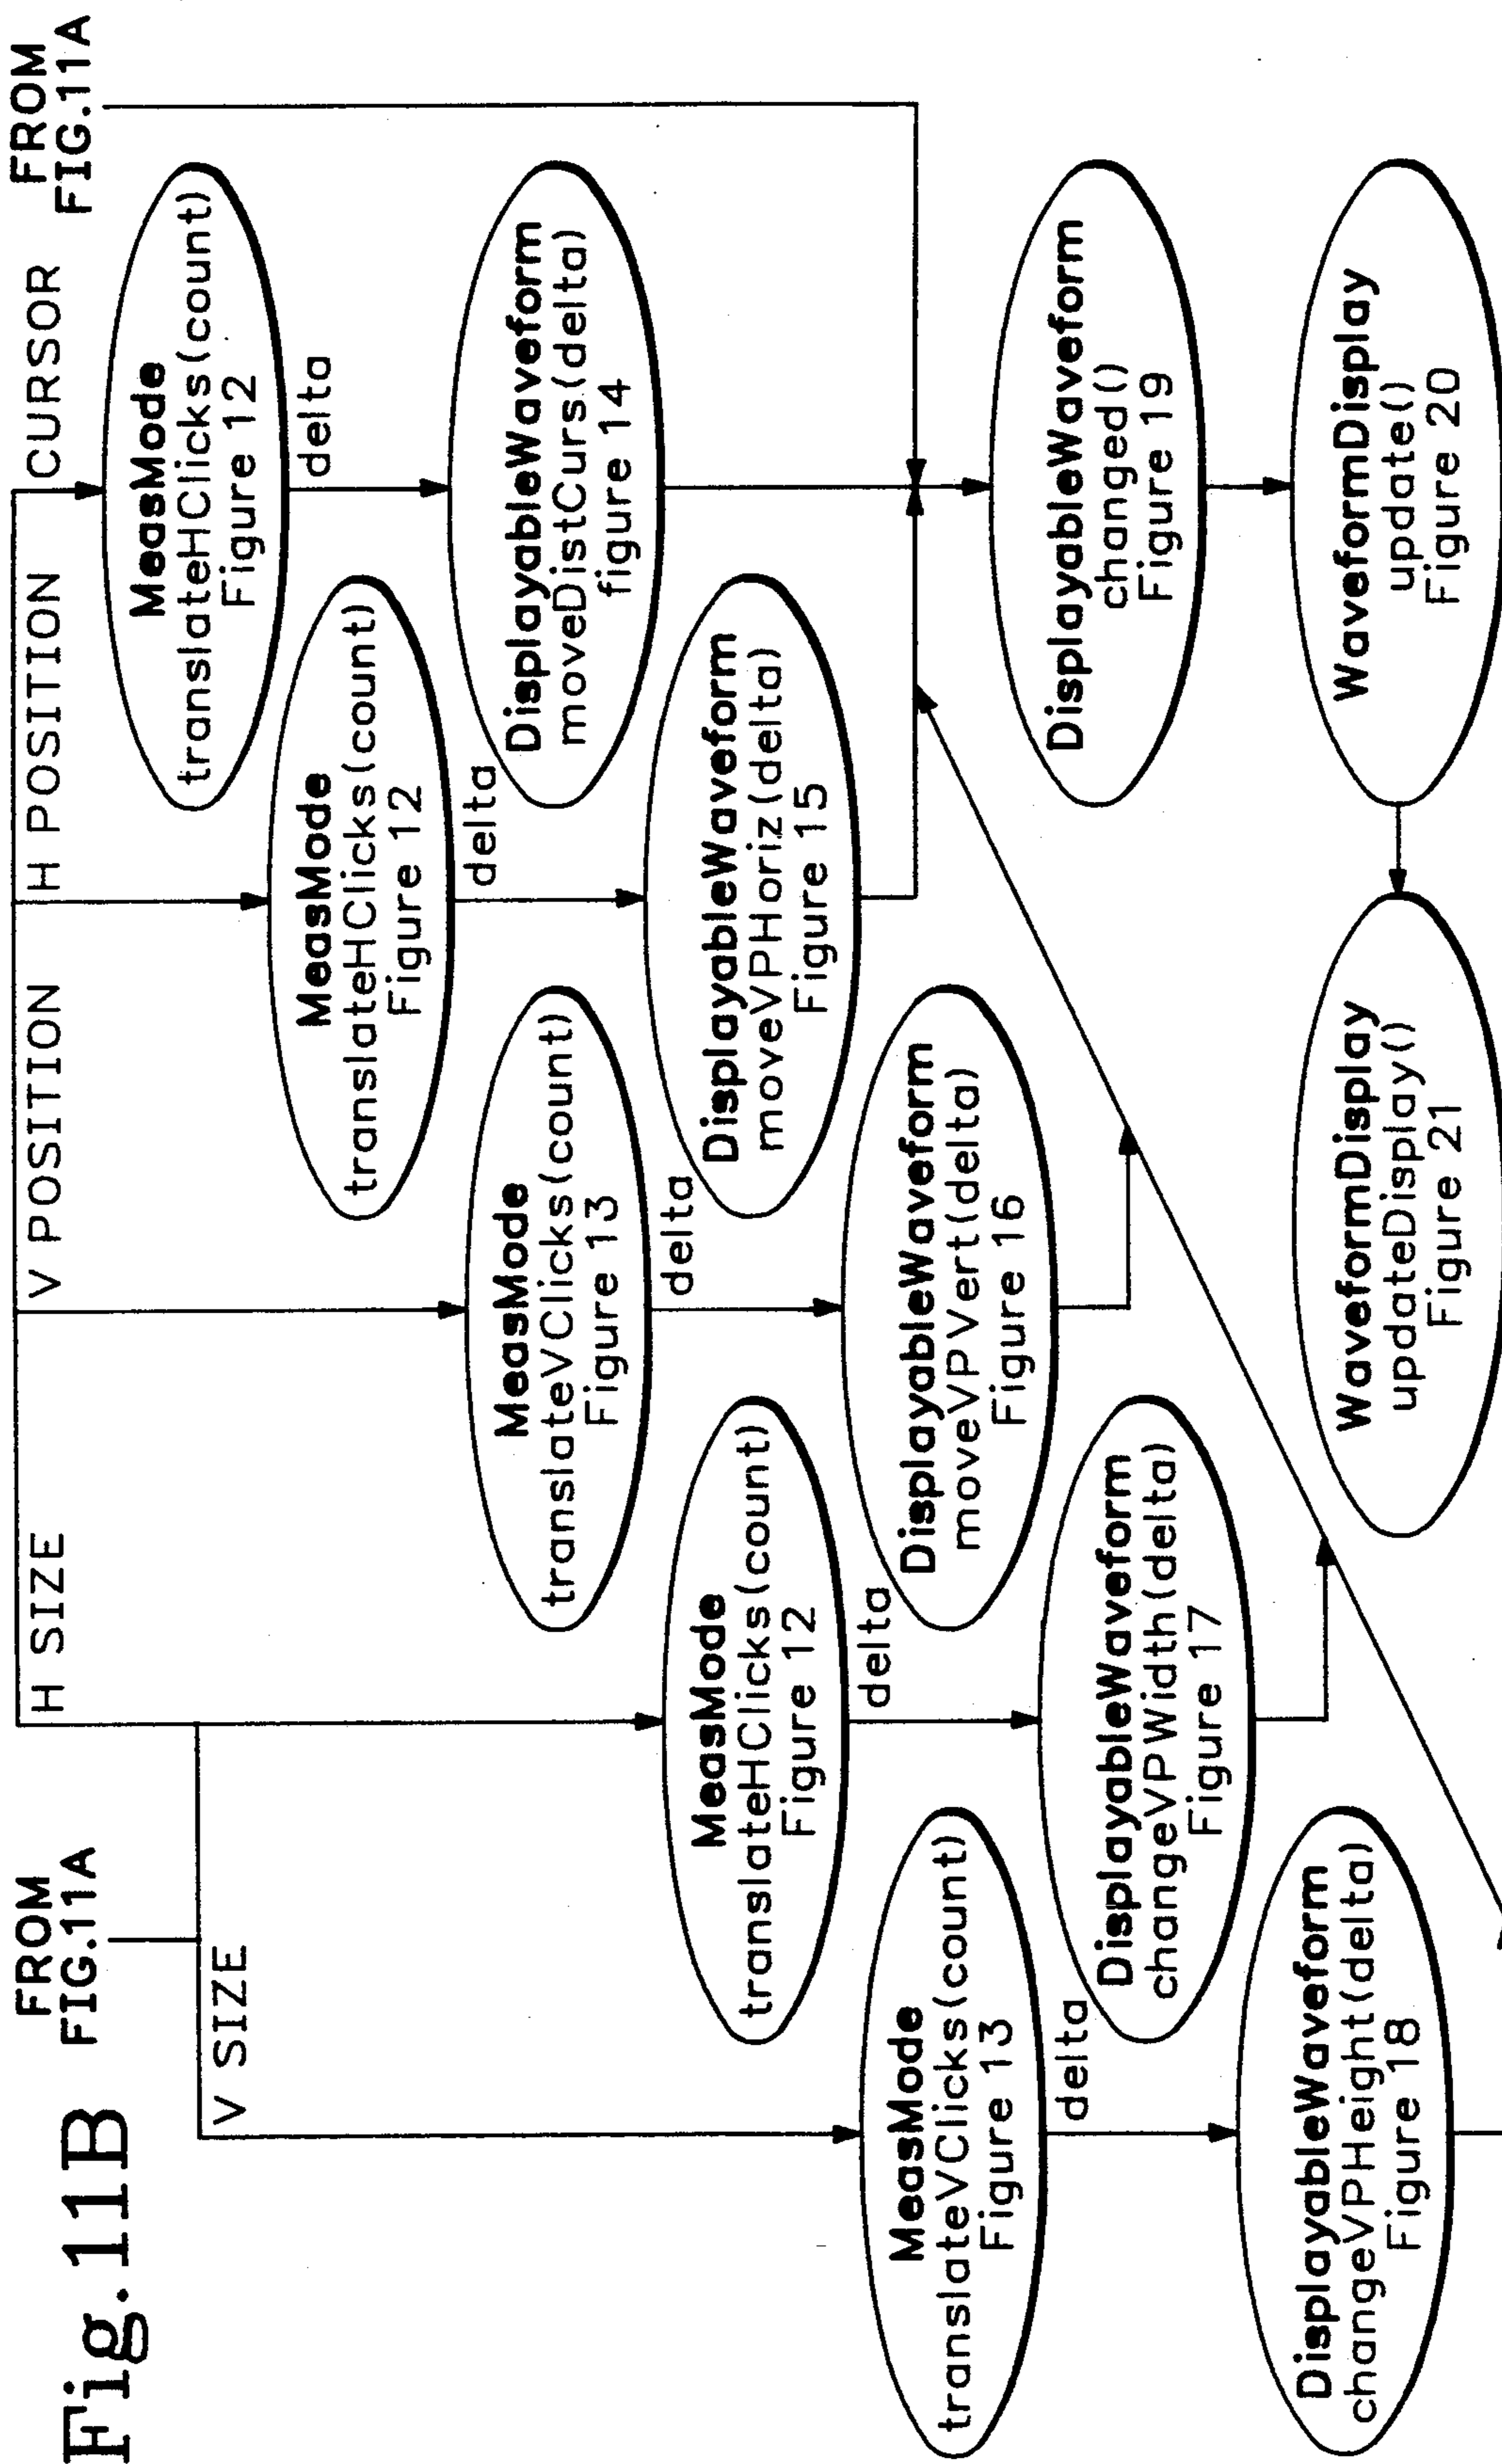 Fig.11B
FROM
FIG.11A
V SIZE
H SIZE
V POSITION
H POSITION
CURSOR
FROM
FIG.11A
MeasMode
translateVClicks(count)
Figure 13
delta
DisplayableWaveform
changeVPHeight(delta)
Figure 18
MeasMode
translateHClicks(count)
Figure 12
delta
DisplayableWaveform
changeVPWidth(delta)
Figure 17
MeasMode
translateVClicks(count)
Figure 13
delta
DisplayableWaveform
moveVPVert(delta)
Figure 16
MeasMode
translateHClicks(count)
Figure 12
delta
DisplayableWaveform
moveVPHoriz(delta)
Figure 15
MeasMode
translateHClicks(count)
Figure 12
delta
DisplayableWaveform
moveDistCurs(delta)
figure 14
DisplayableWaveform
changed()
Figure 19
WaveformDisplay
update()
Figure 20
WaveformDisplay
updateDisplay()
Figure 21